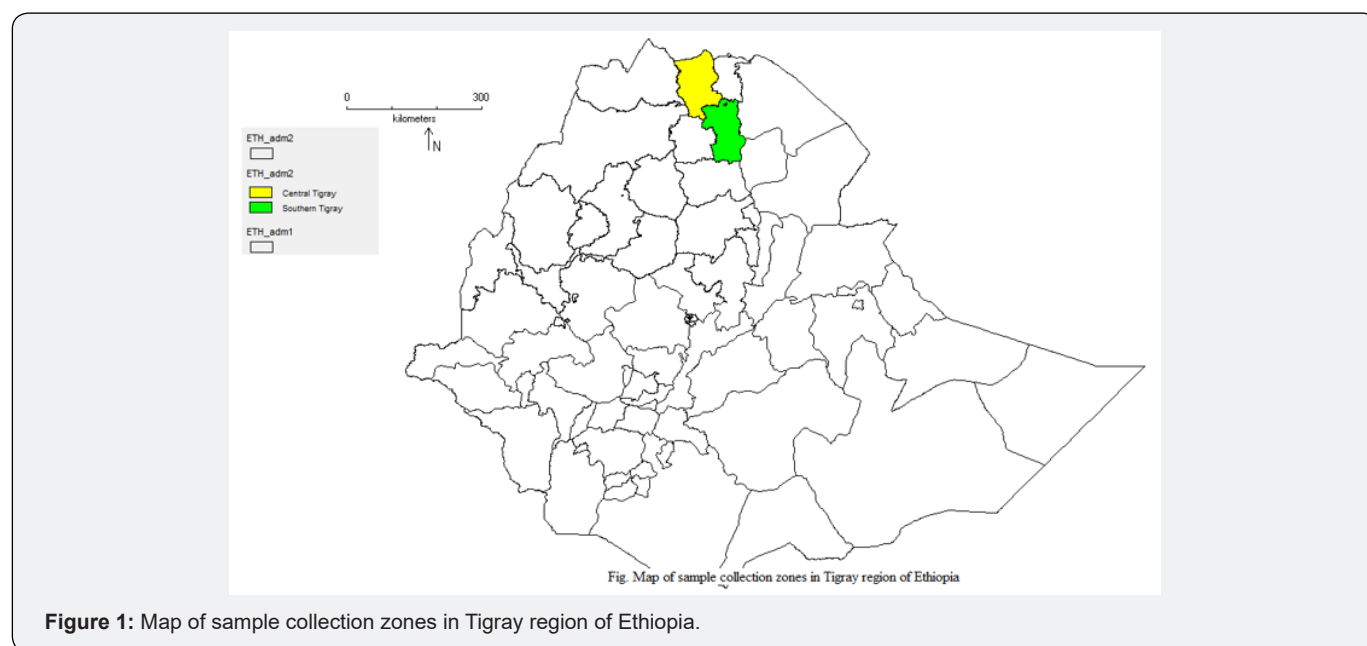 0 300
kilometers
N
ETH_adm2
ETH_adm2
Central Tigray
Southern Tigray
ETH_adm1
Fig. Map of sample collection zones in Tigray region of Ethiopia
Figure 1: Map of sample collection zones in Tigray region of Ethiopia.